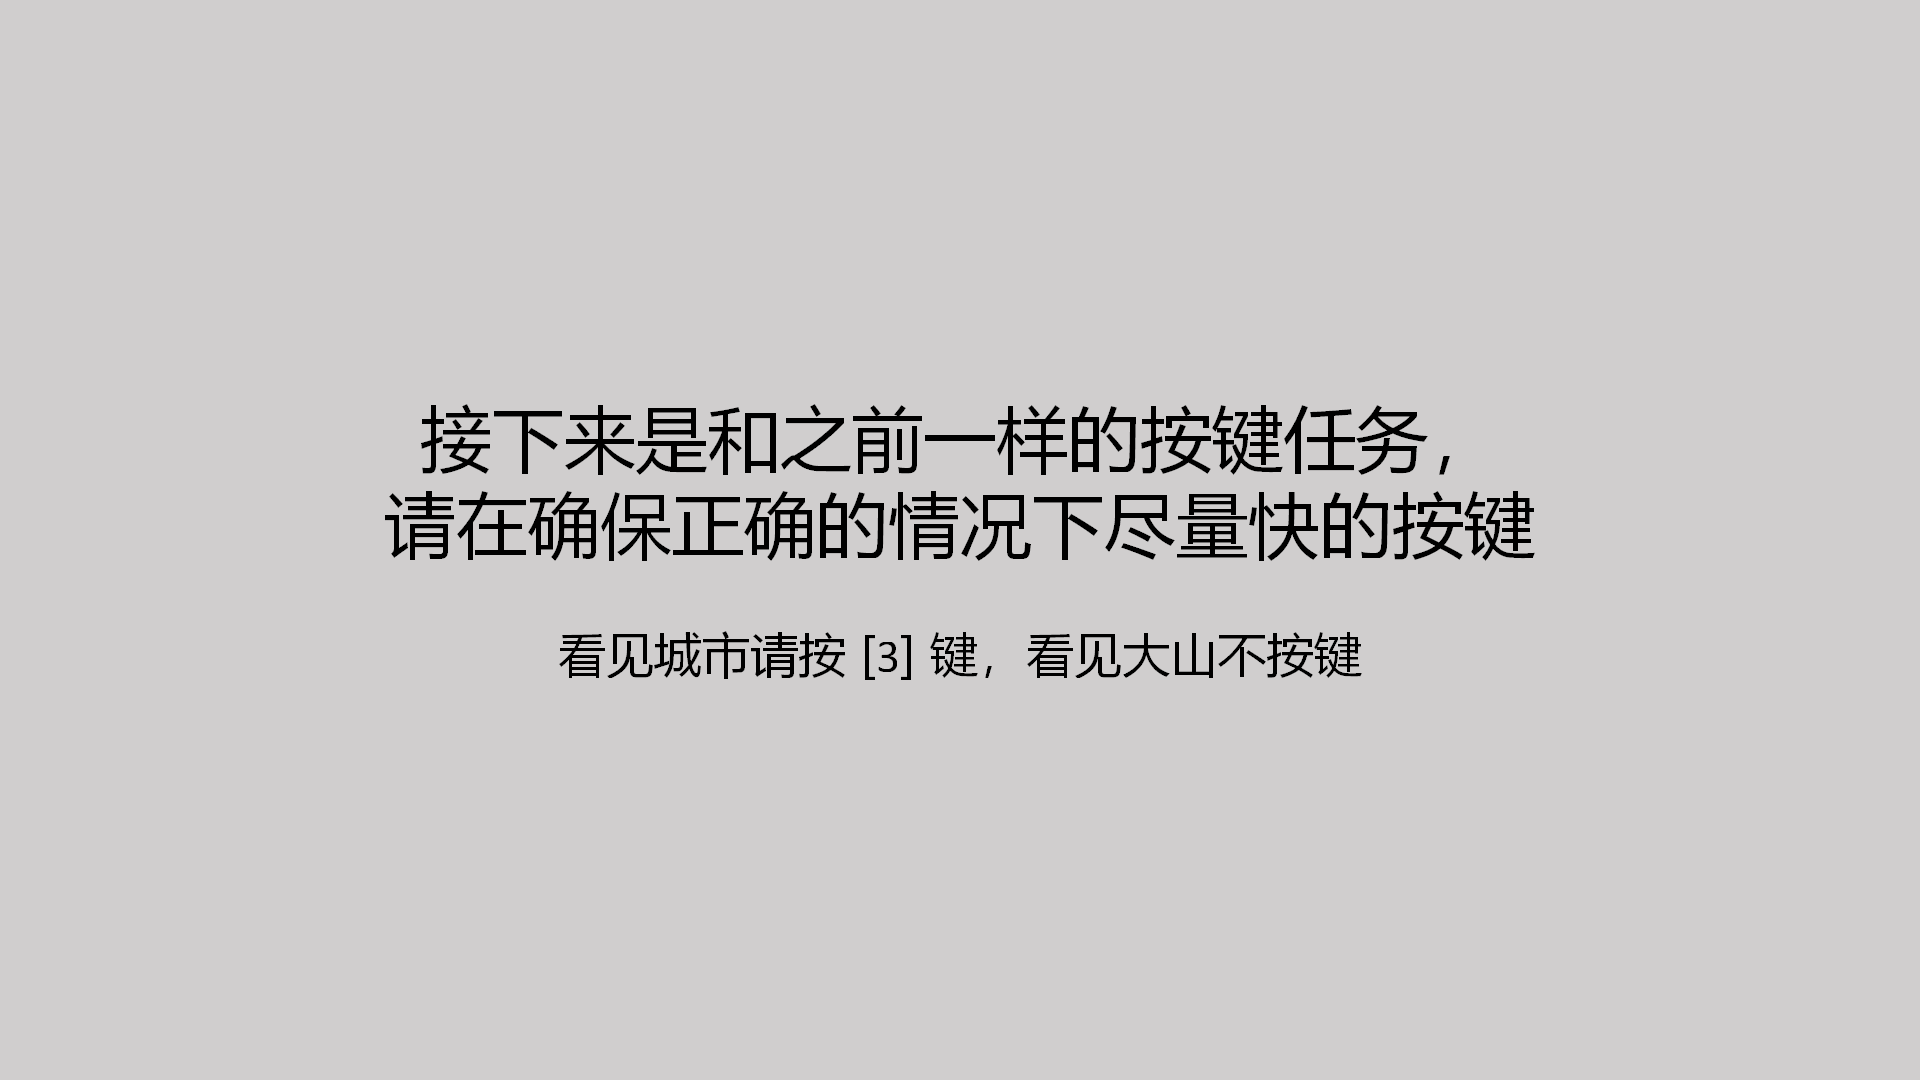 接下来是和之前一样的按键任务，
请在确保正确的情况下尽量快的按键
看见城市请按 [3] 键，看见大山不按键